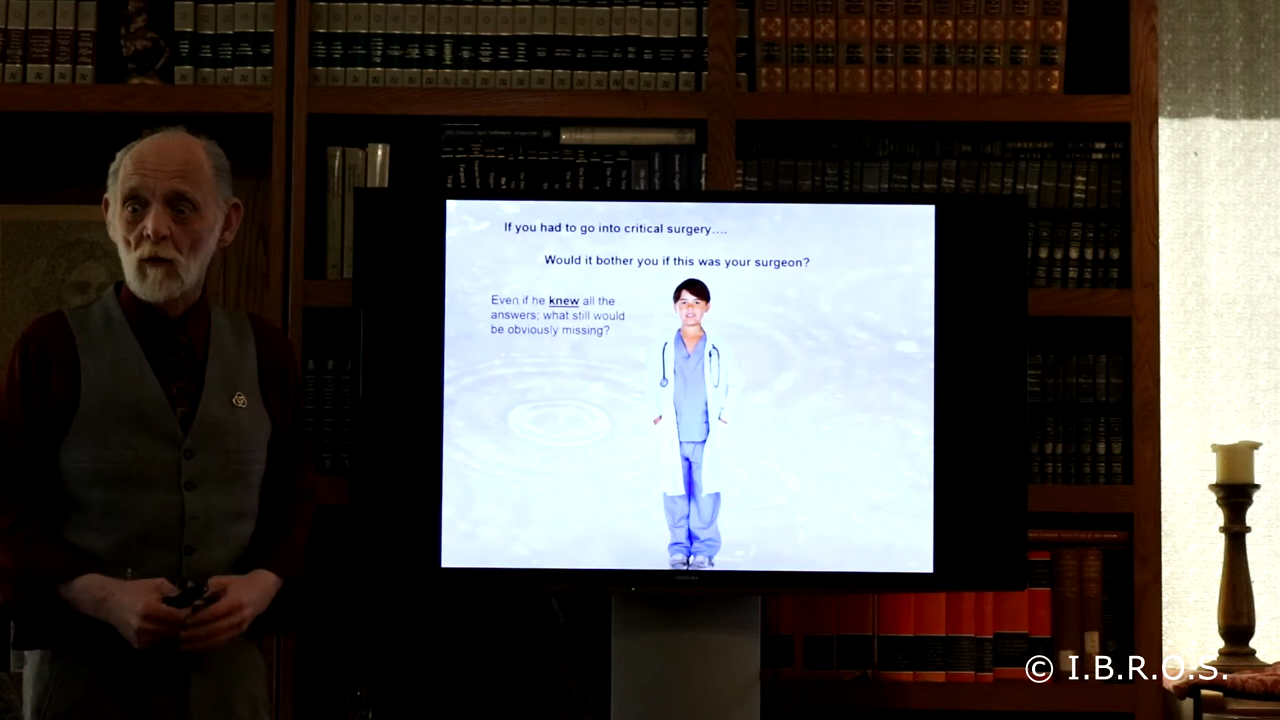 If you had to go into critical surgery....
Would it bother you if this was your surgeon?
Even if he knew all the
answers; what still would
be obviously missing?
TOSHIBA
© I.B.R.O.S.